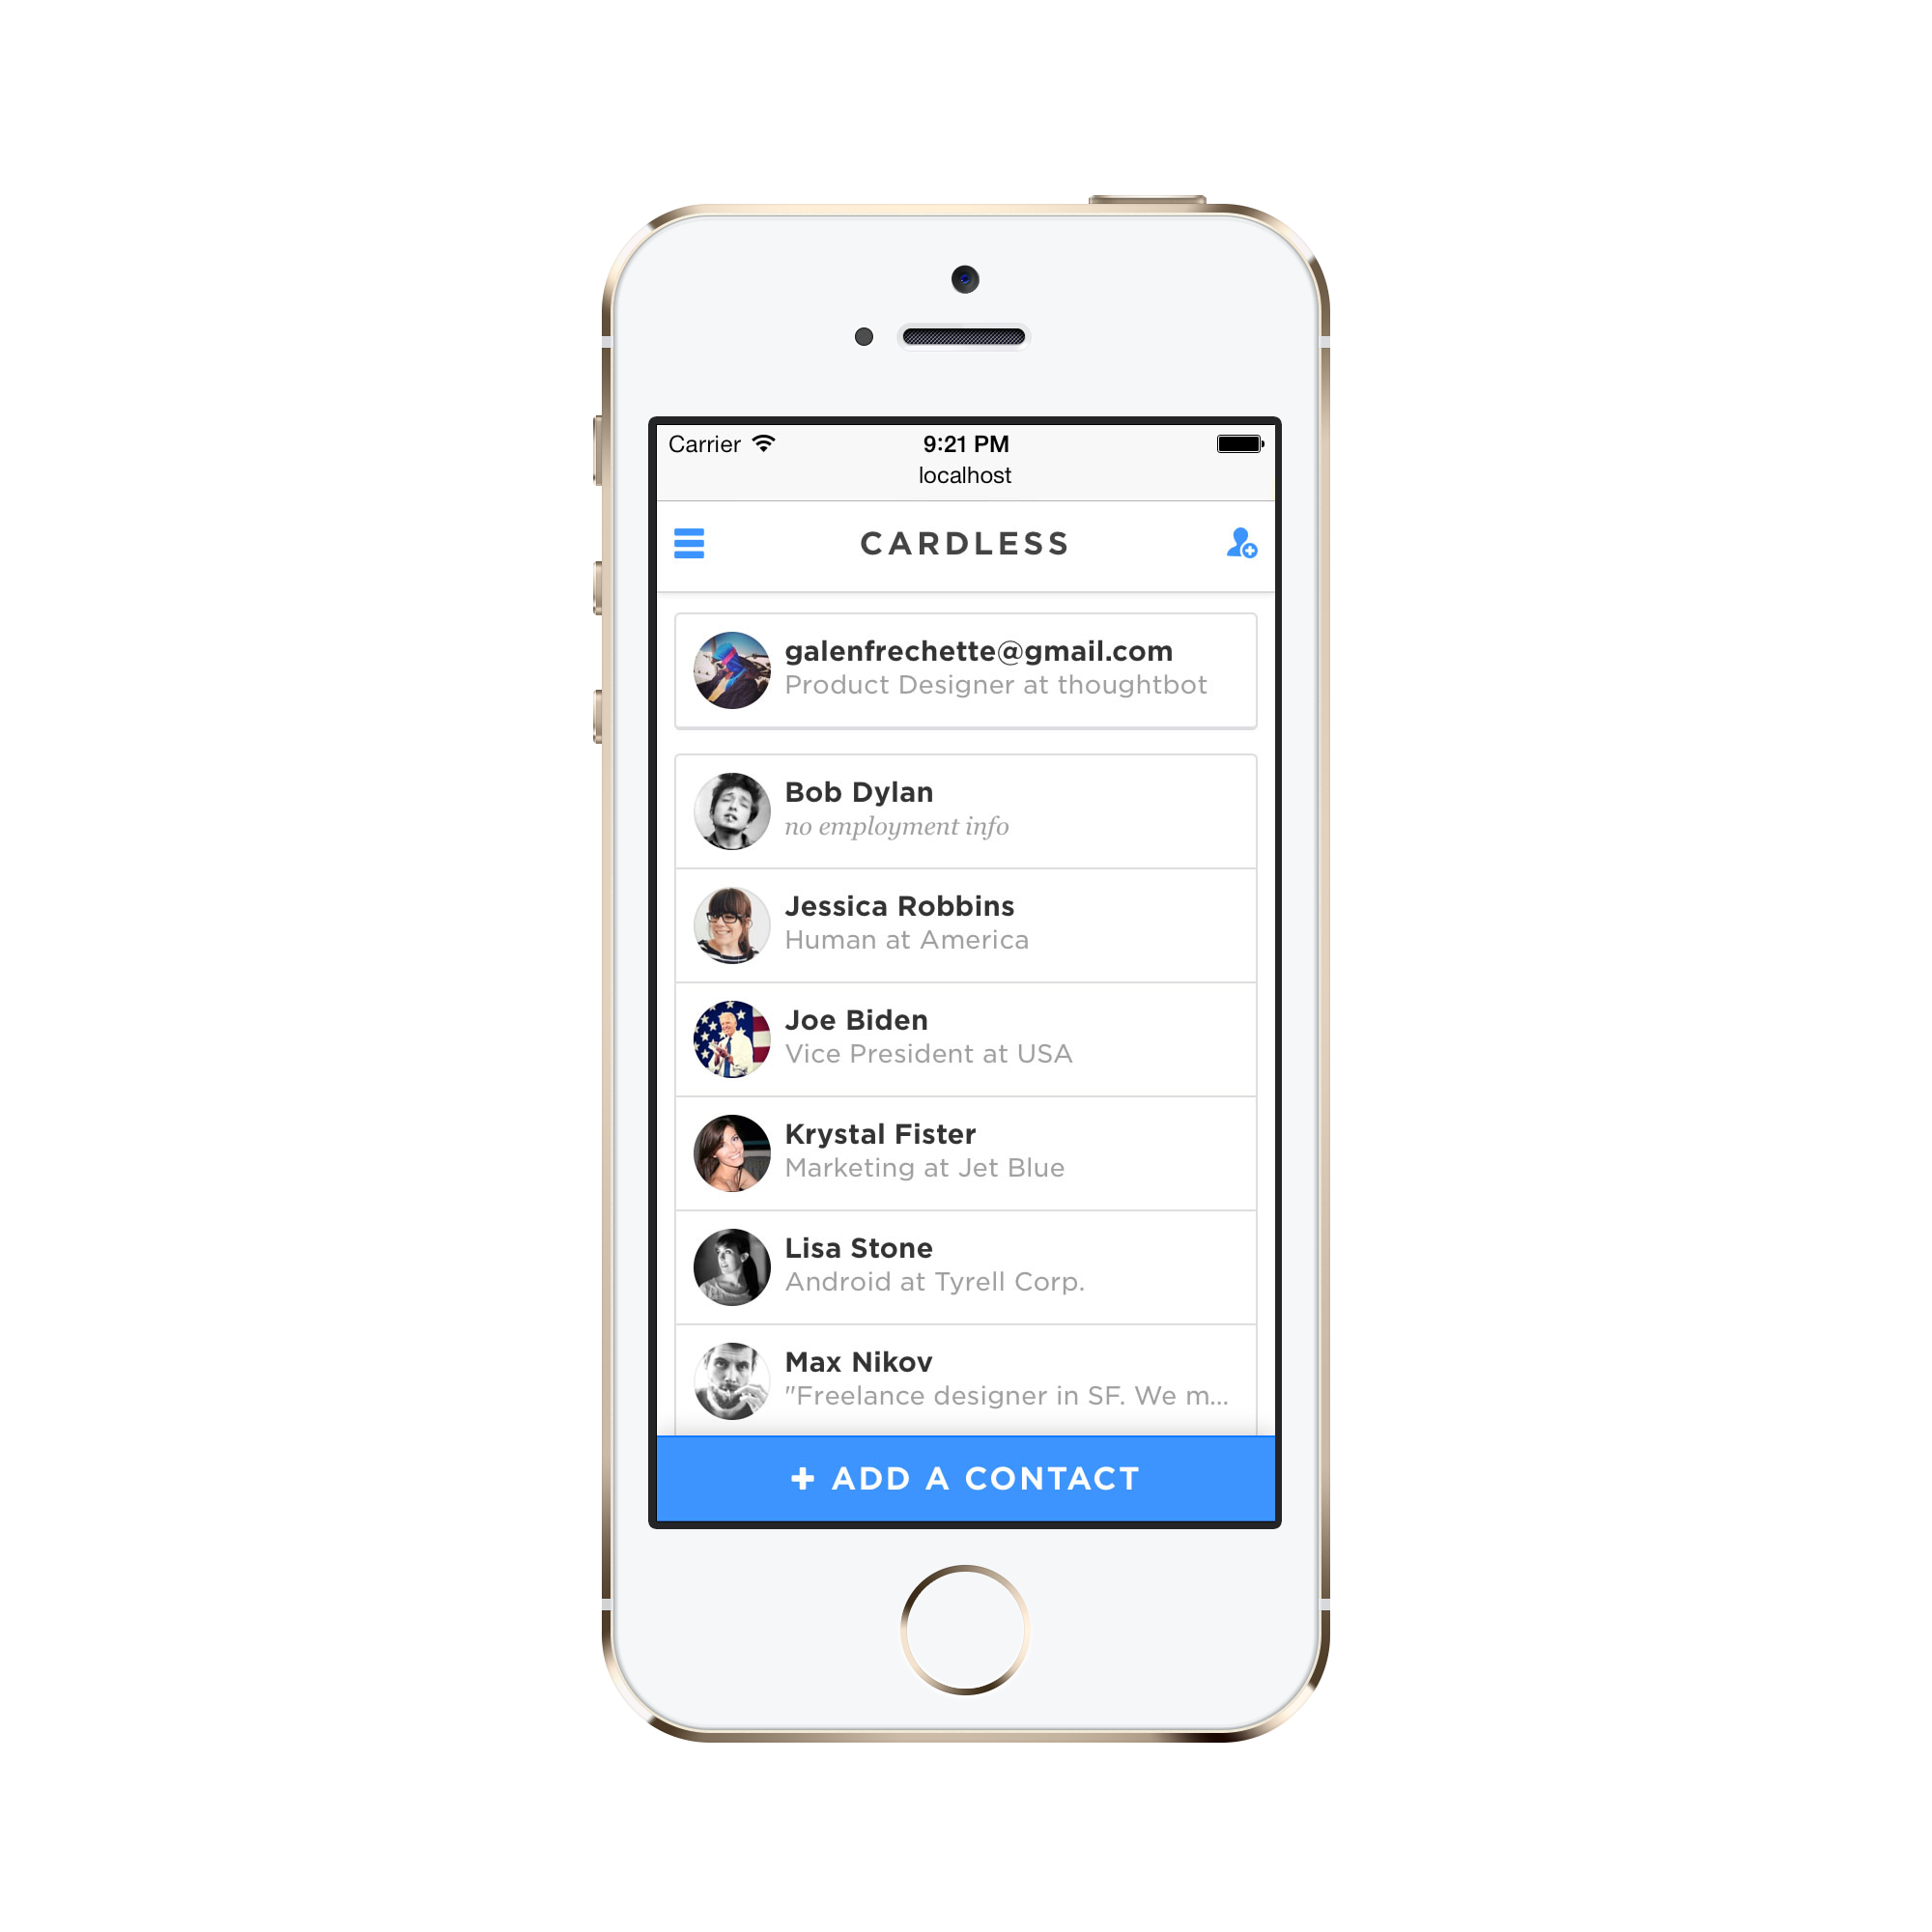 Carrier 9:21 PM
localhost
CARDLESS
galenfrechette@gmail.com
Product Designer at thoughtbot
Bob Dylan
no employment info
Jessica Robbins
Human at America
Joe Biden
Vice President at USA
Krystal Fister
Marketing at Jet Blue
Lisa Stone
Android at Tyrell Corp.
Max Nikov
"Freelance designer in SF. We m...
+ ADD A CONTACT